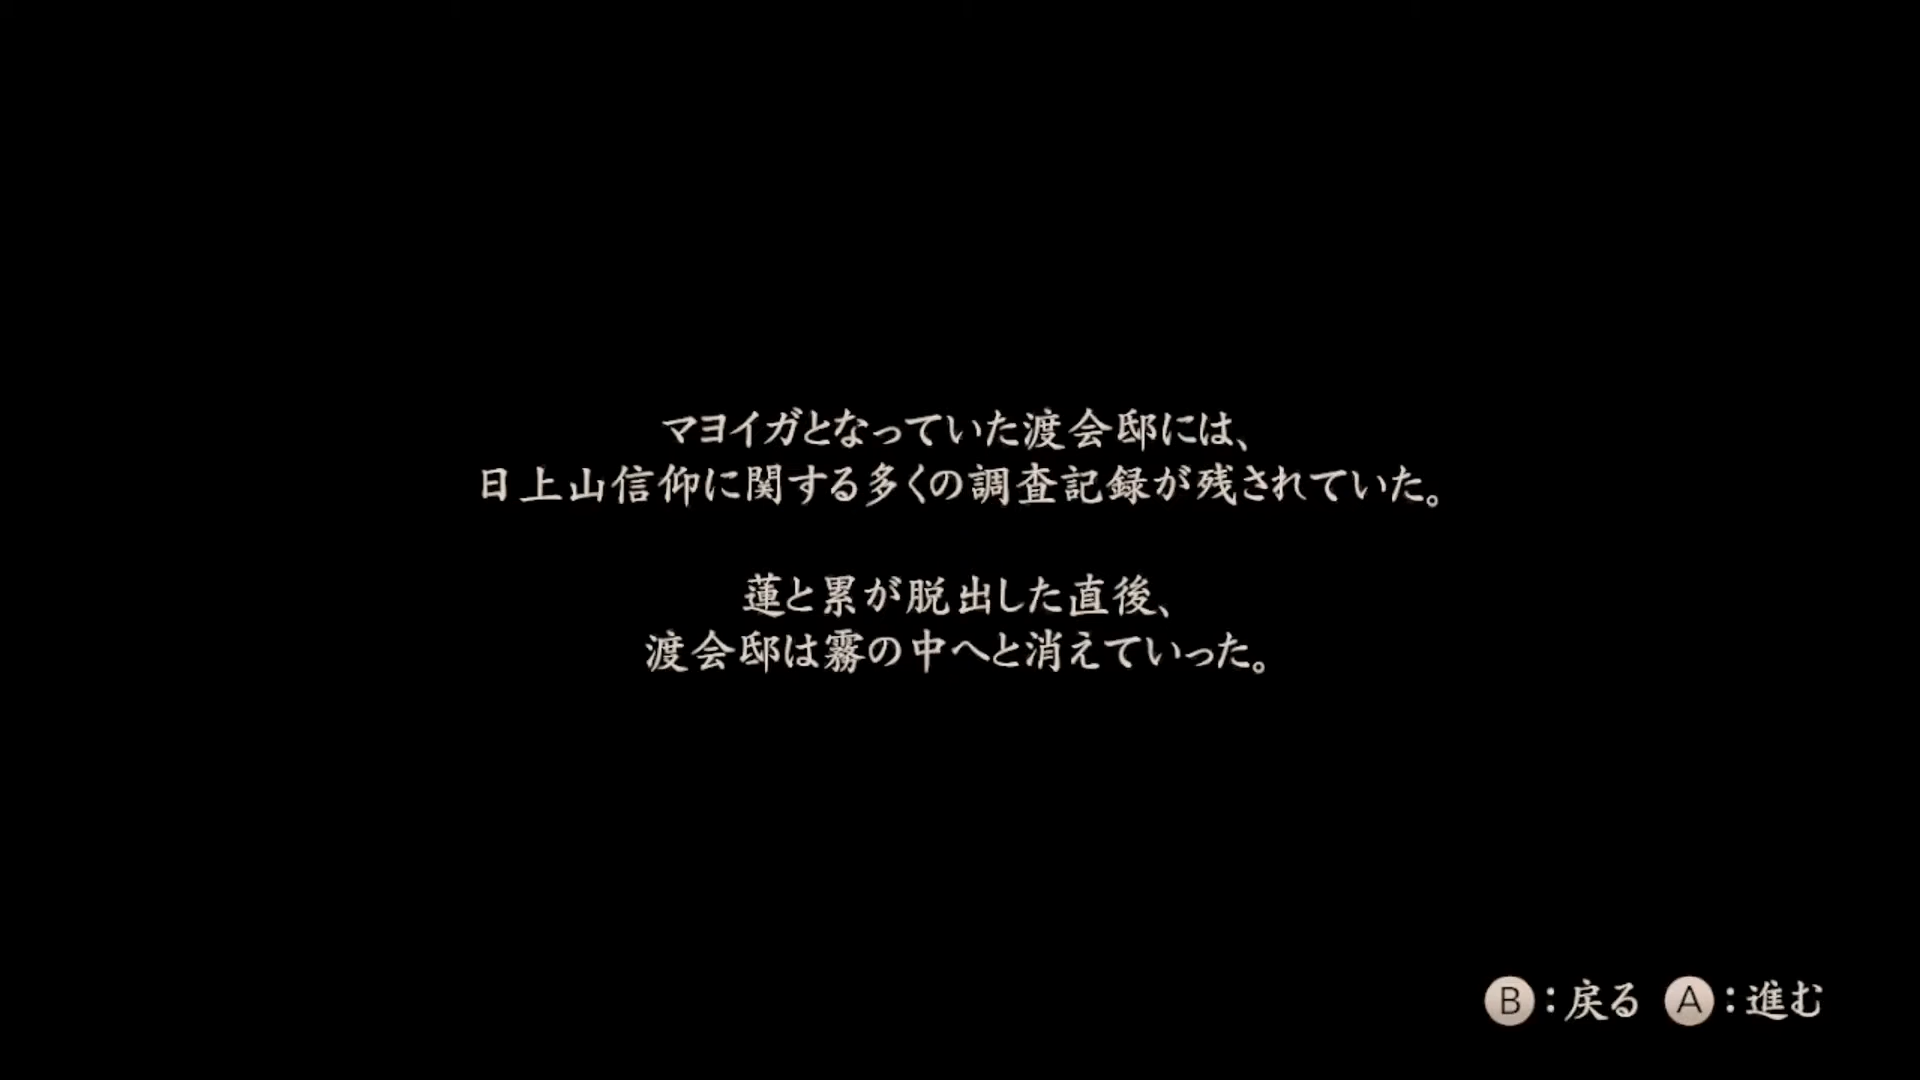 マヨイガとなっていた渡会邸には、
日上山信仰に関する多くの調査記録が残されていた。
蓮と累が脱出した直後、
渡会邸は霧の中へと消えていった。
B：戻る A：進む